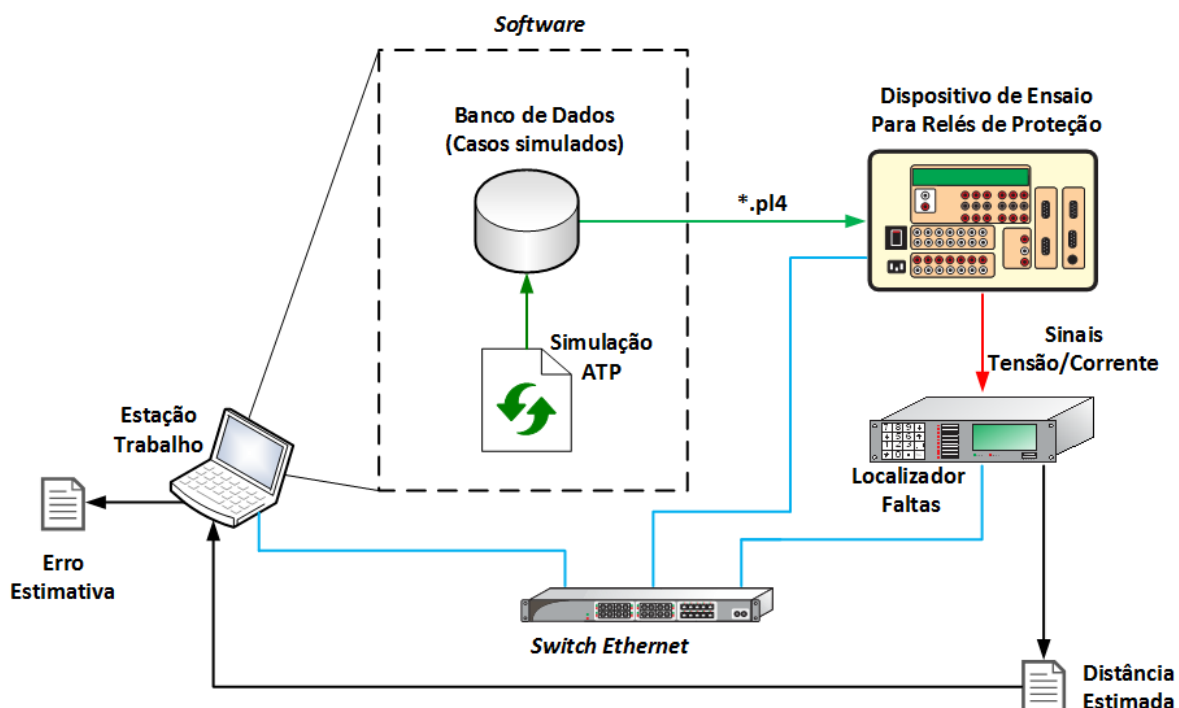 Software
Banco de Dados
(Casos simulados)
Dispositivo de Ensaio
Para Relés de Proteção
*.pl4
Simulação
ATP
Sinais
Tensão/Corrente
Estação
Trabalho
Localizador
Faltas
Erro
Estimativa
Switch Ethernet
Distância
Estimada